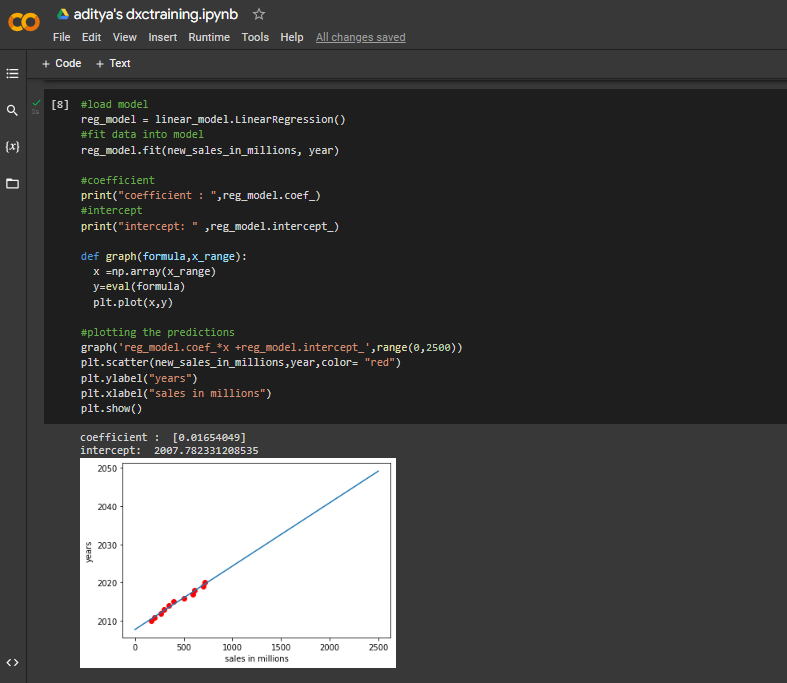 aditya's dxctraining.ipynb
File Edit View Insert Runtime Tools Help All changes saved
+ Code + Text
[8] #load model
reg_model = linear_model.LinearRegression()
#fit data into model
reg_model.fit(new_sales_in_millions, year)
#coefficient
print("coefficient : ",reg_model.coef_)
#intercept
print("intercept: " ,reg_model.intercept_)
def graph(formula,x_range):
x =np.array(x_range)
y=eval(formula)
plt.plot(x,y)
#plotting the predictions
graph('reg_model.coef_*x +reg_model.intercept_',range(0,2500))
plt.scatter(new_sales_in_millions,year,color= "red")
plt.ylabel("years")
plt.xlabel("sales in millions")
plt.show()
coefficient : [0.01654049]
intercept: 2007.782331208535
2050
2040
2030
2020
2010
years
0 500 1000 1500 2000 2500
sales in millions